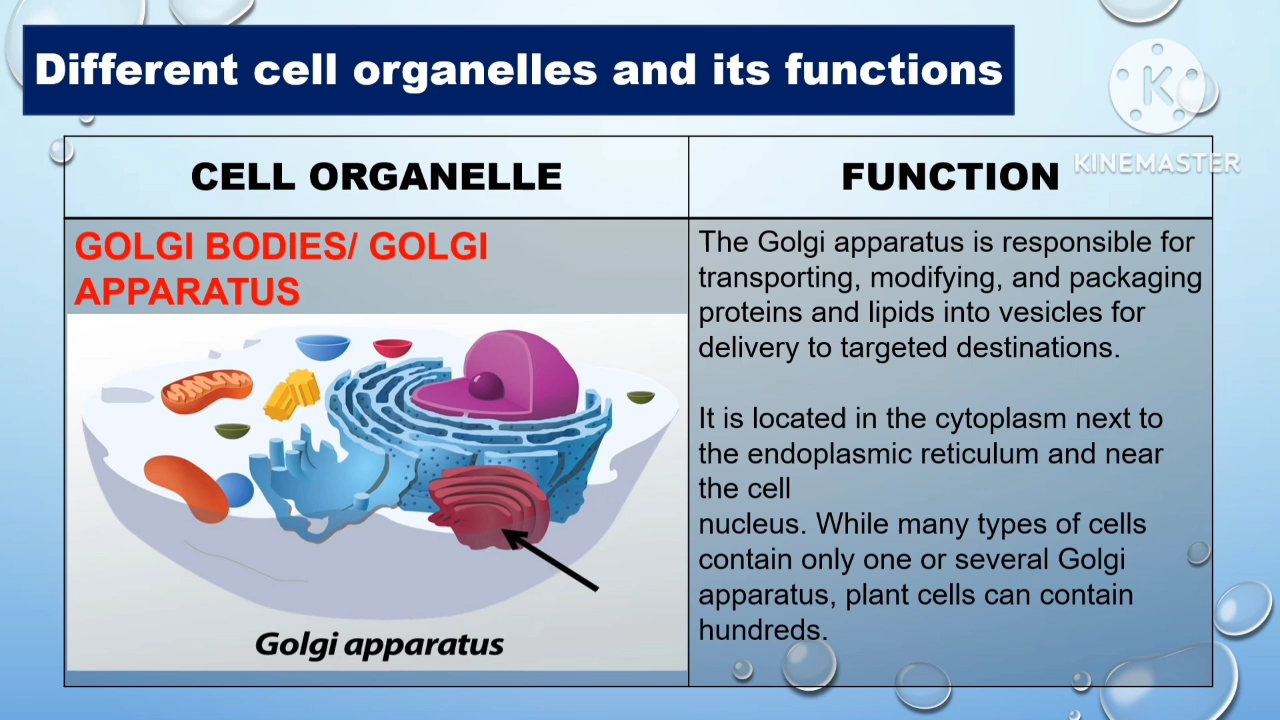 Different cell organelles and its functions
K
KINEMASTER
CELL ORGANELLE
FUNCTION
GOLGI BODIES/ GOLGI
APPARATUS
Golgi apparatus
The Golgi apparatus is responsible for
transporting, modifying, and packaging
proteins and lipids into vesicles for
delivery to targeted destinations.
It is located in the cytoplasm next to
the endoplasmic reticulum and near
the cell
nucleus. While many types of cells
contain only one or several Golgi
apparatus, plant cells can contain
hundreds.